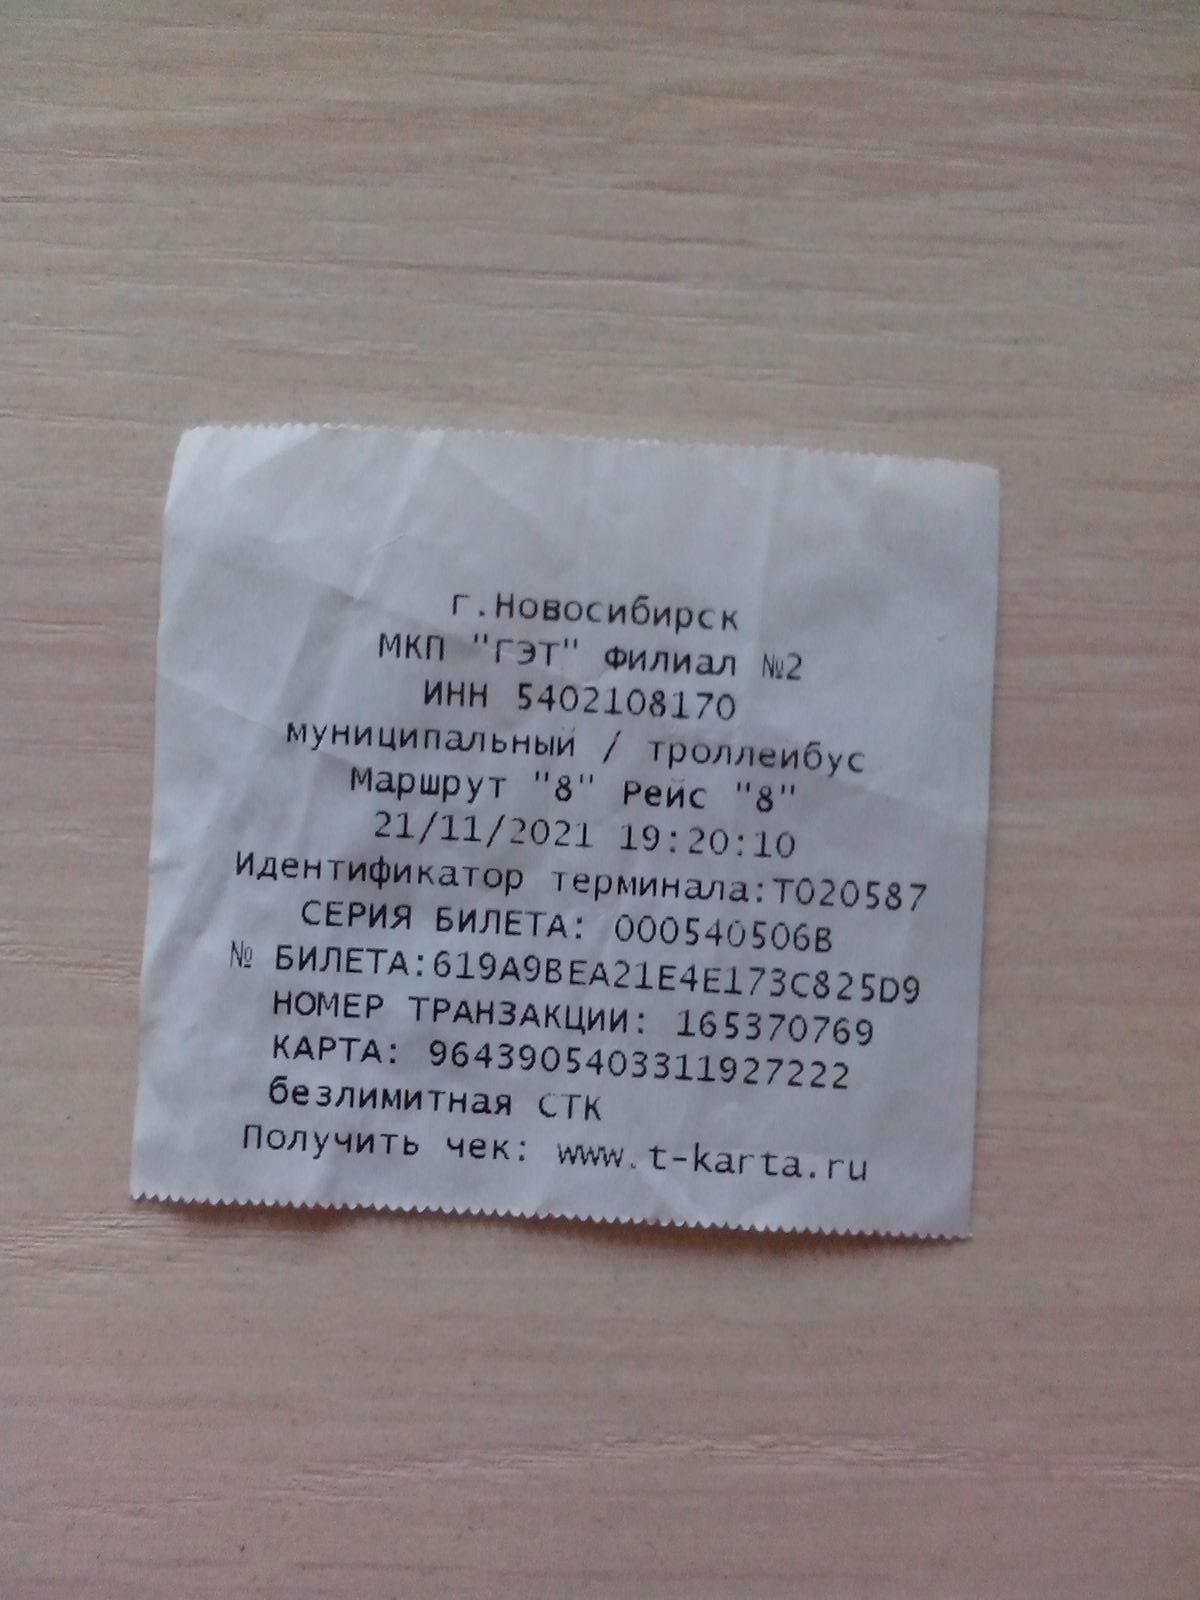 г.Новосибирск
МКП "ГЭТ" Филиал №2
ИНН 5402108170
муниципальный / троллейбус
Маршрут "8" Рейс "8"
21/11/2021 19:20:10
Идентификатор терминала:T020587
СЕРИЯ БИЛЕТА: 000540506B
№ БИЛЕТА:619A9BEA21E4E173C825D9
НОМЕР ТРАНЗАКЦИИ: 165370769
КАРТА: 9643905403311927222
безлимитная СТК
Получить чек: www.t-karta.ru